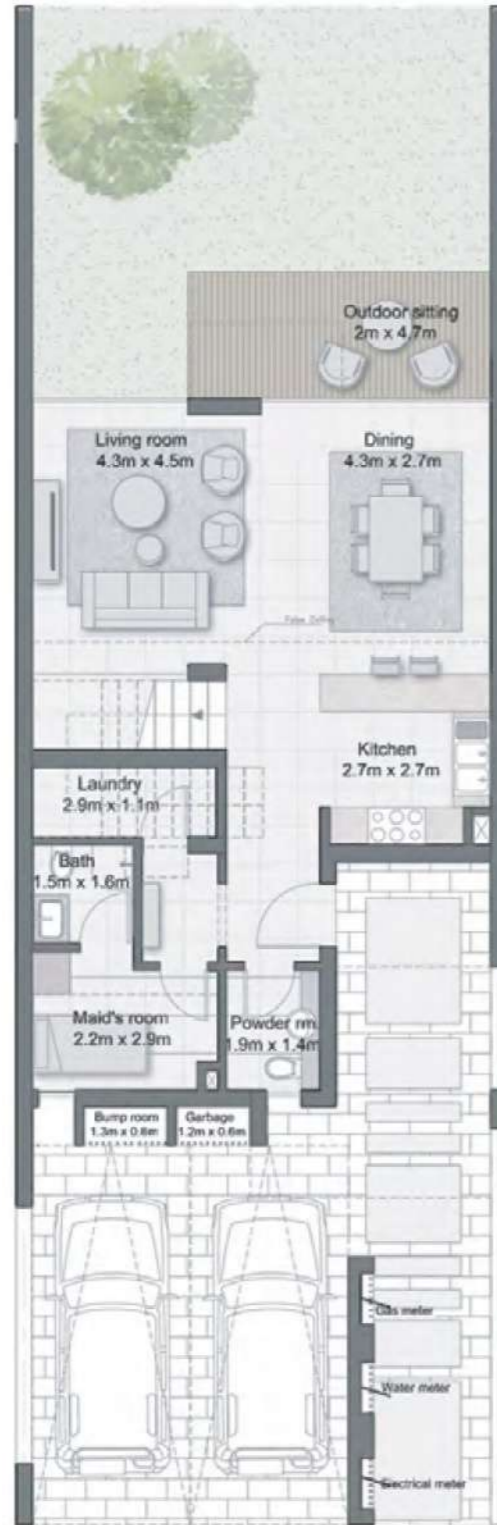 Outdoor sitting
2m x 4,7m
Living room
4.3m x 4.5m
Dining
4.3m x 2.7m
False Ceiling
Kitchen
2.7m x 2.7m
Laundry
2.9m x 1.1m
Bath
1.5m x 1.6m
Maid's room
2.2m x 2.9m
Powder rm.
1.9m x 1.4m
Bump room
1.3m x 0.6m
Garbage
1.2m x 0.6m
Gas meter
Water meter
Electrical meter